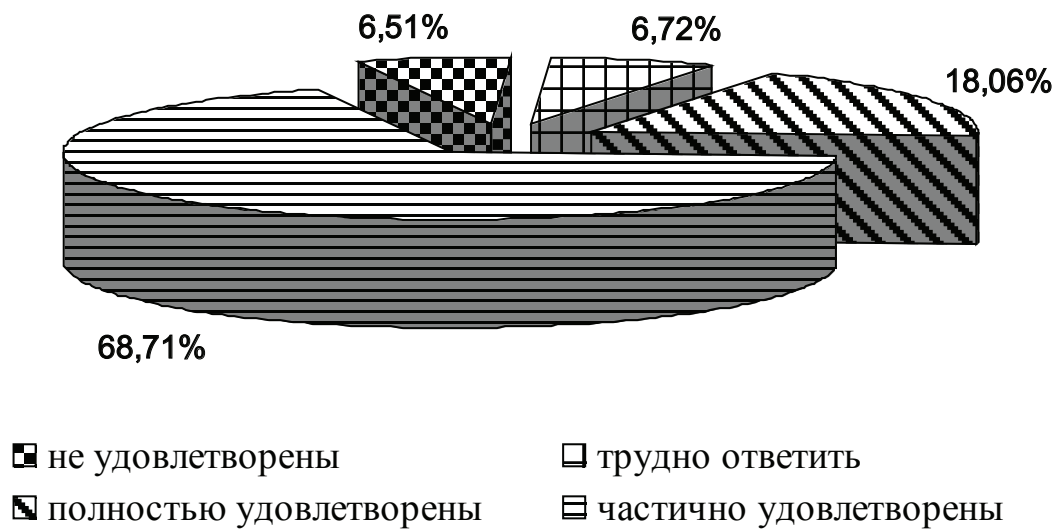 6,51% 6,72%
18,06%
68,71%
не удовлетворены трудно ответить
полностью удовлетворены частично удовлетворены